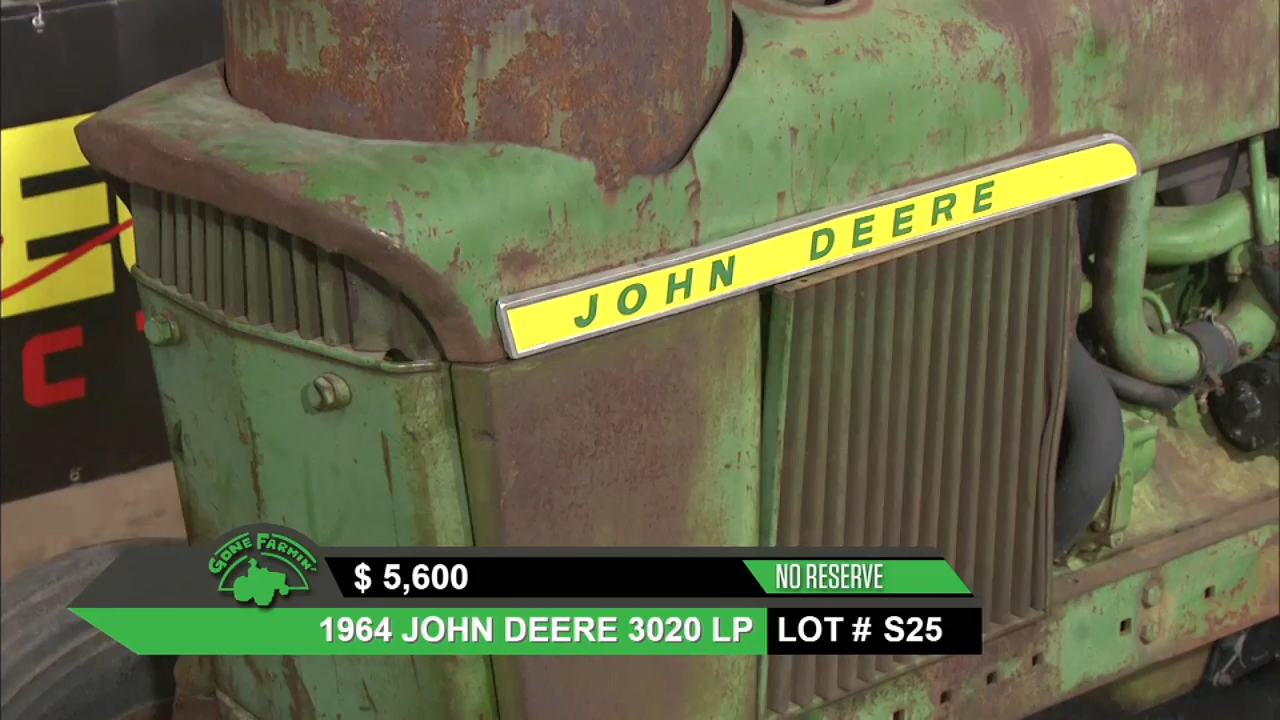 E
C
JOHN DEERE
GONE FARMIN'
$ 5,600
NO RESERVE
1964 JOHN DEERE 3020 LP
LOT # S25